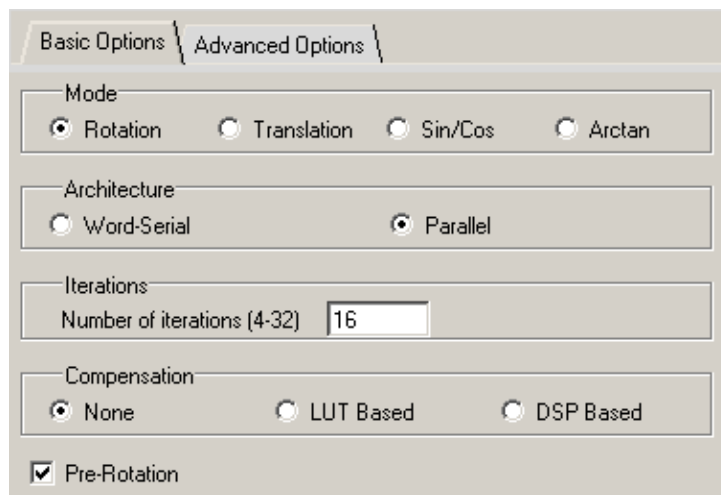 Basic Options Advanced Options
Mode
Rotation Translation Sin/Cos Arctan
Architecture
Word-Serial Parallel
Iterations
Number of iterations (4-32) 16
Compensation
None LUT Based DSP Based
Pre-Rotation